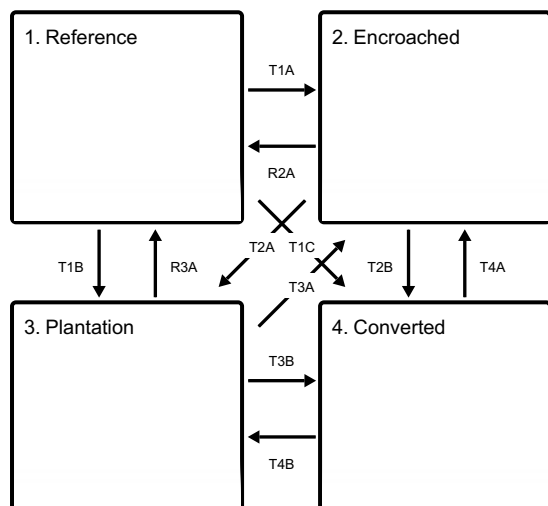 1. Reference
2. Encroached
T1A
R2A
T2A
T1C
T1B
R3A
T3A
T2B
T4A
3. Plantation
4. Converted
T3B
T4B